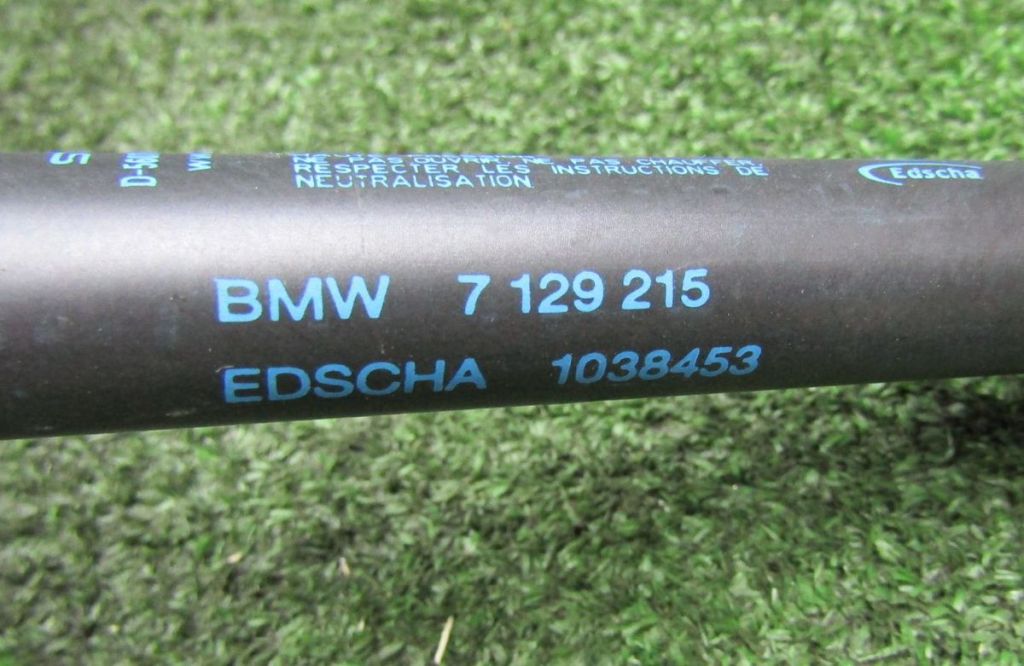 NE PAS OUVRIR. NE PAS CHAUFFER.
RESPECTER LES INSTRUCTIONS DE
NEUTRALISATION
Edscha
BMW 7 129 215
EDSCHA 1038453